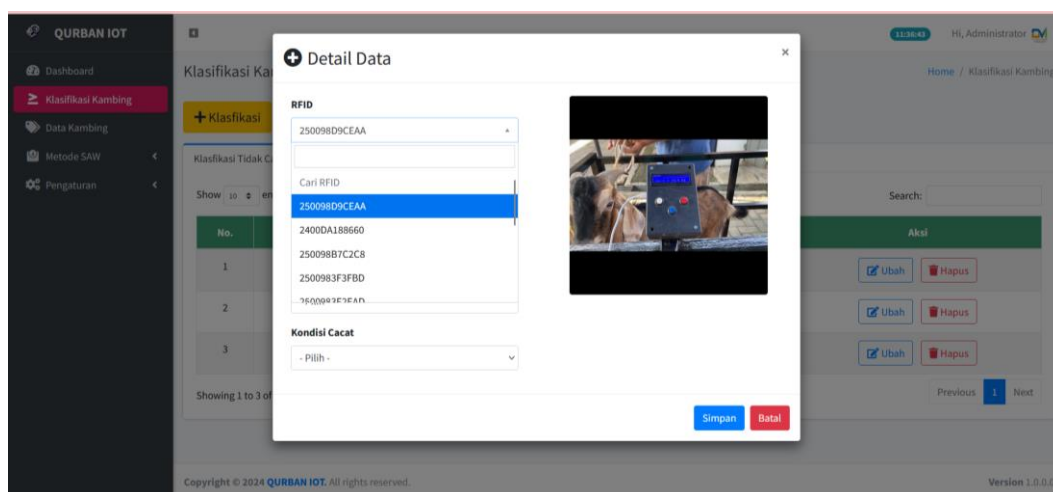 QURBAN IOT
11:38:43
Hi, Administrator
Dashboard
Klasifikasi Kambing
Data Kambing
Metode SAW
Pengaturan
Klasifikasi Ka
Home / Klasifikasi Kambing
Klasfikasi
Klasfikasi Tidak C
Show 10 en
Search:
No.
Aksi
1
Ubah
Hapus
2
Ubah
Hapus
3
Ubah
Hapus
Showing 1 to 3 of
Previous 1 Next
Detail Data
×
RFID
250098D9CEAA
Cari RFID
250098D9CEAA
2400DA188660
250098B7C2C8
2500983F3FBD
Kondisi Cacat
- Pilih -
Simpan
Batal
Copyright © 2024 QURBAN IOT. All rights reserved.
Version 1.0.0.